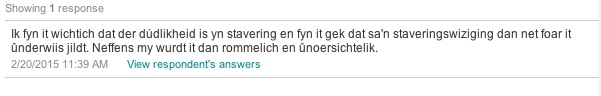 Showing 1 response
Ik fyn it wichtich dat der dúdlikheid is yn stavering en fyn it gek dat sa'n staveringswiziging dan net foar it
ûnderwiis jildt. Neffens my wurdt it dan rommelich en ûnoersichtelik.
2/20/2015 11:39 AM View respondent's answers